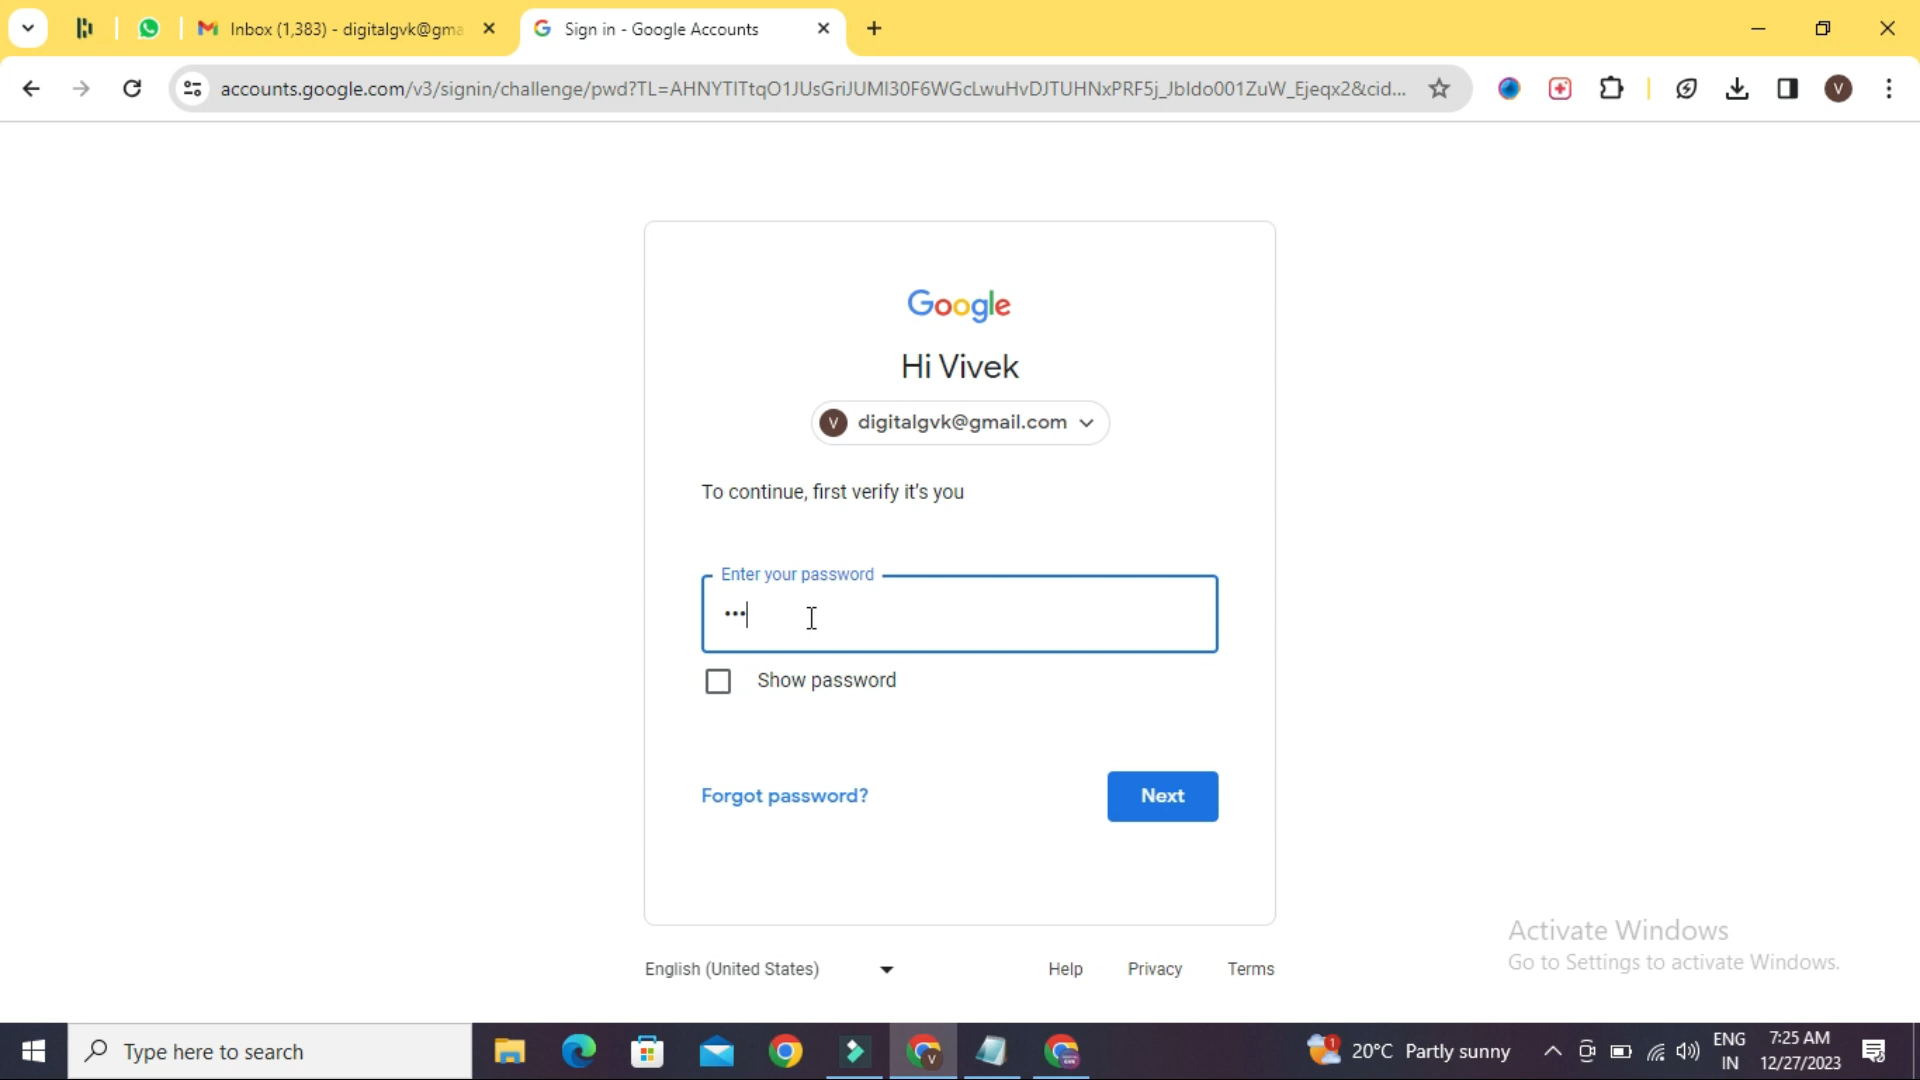 Inbox (1,383) - digitalgvk@gma
Sign in - Google Accounts
accounts.google.com/v3/signin/challenge/pwd?TL=AHNYTITtqO1JUsGriJUMI30F6WGcLwuHvDJTUHNxPRF5j_JbIdo001ZuW_Ejeqx2&cid...
V
Google
Hi Vivek
V digitalgvk@gmail.com
To continue, first verify it's you
Enter your password
•••
Show password
Forgot password?
Next
Activate Windows
Go to Settings to activate Windows.
English (United States)
Help
Privacy
Terms
Type here to search
V
1
20°C Partly sunny
ENG
IN
7:25 AM
12/27/2023